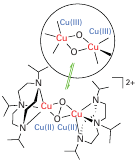 Cu(III)
Cu(III)
Cu O
O Cu
2+
N N
N Cu O N
O Cu
Cu(II) Cu(II) N
N